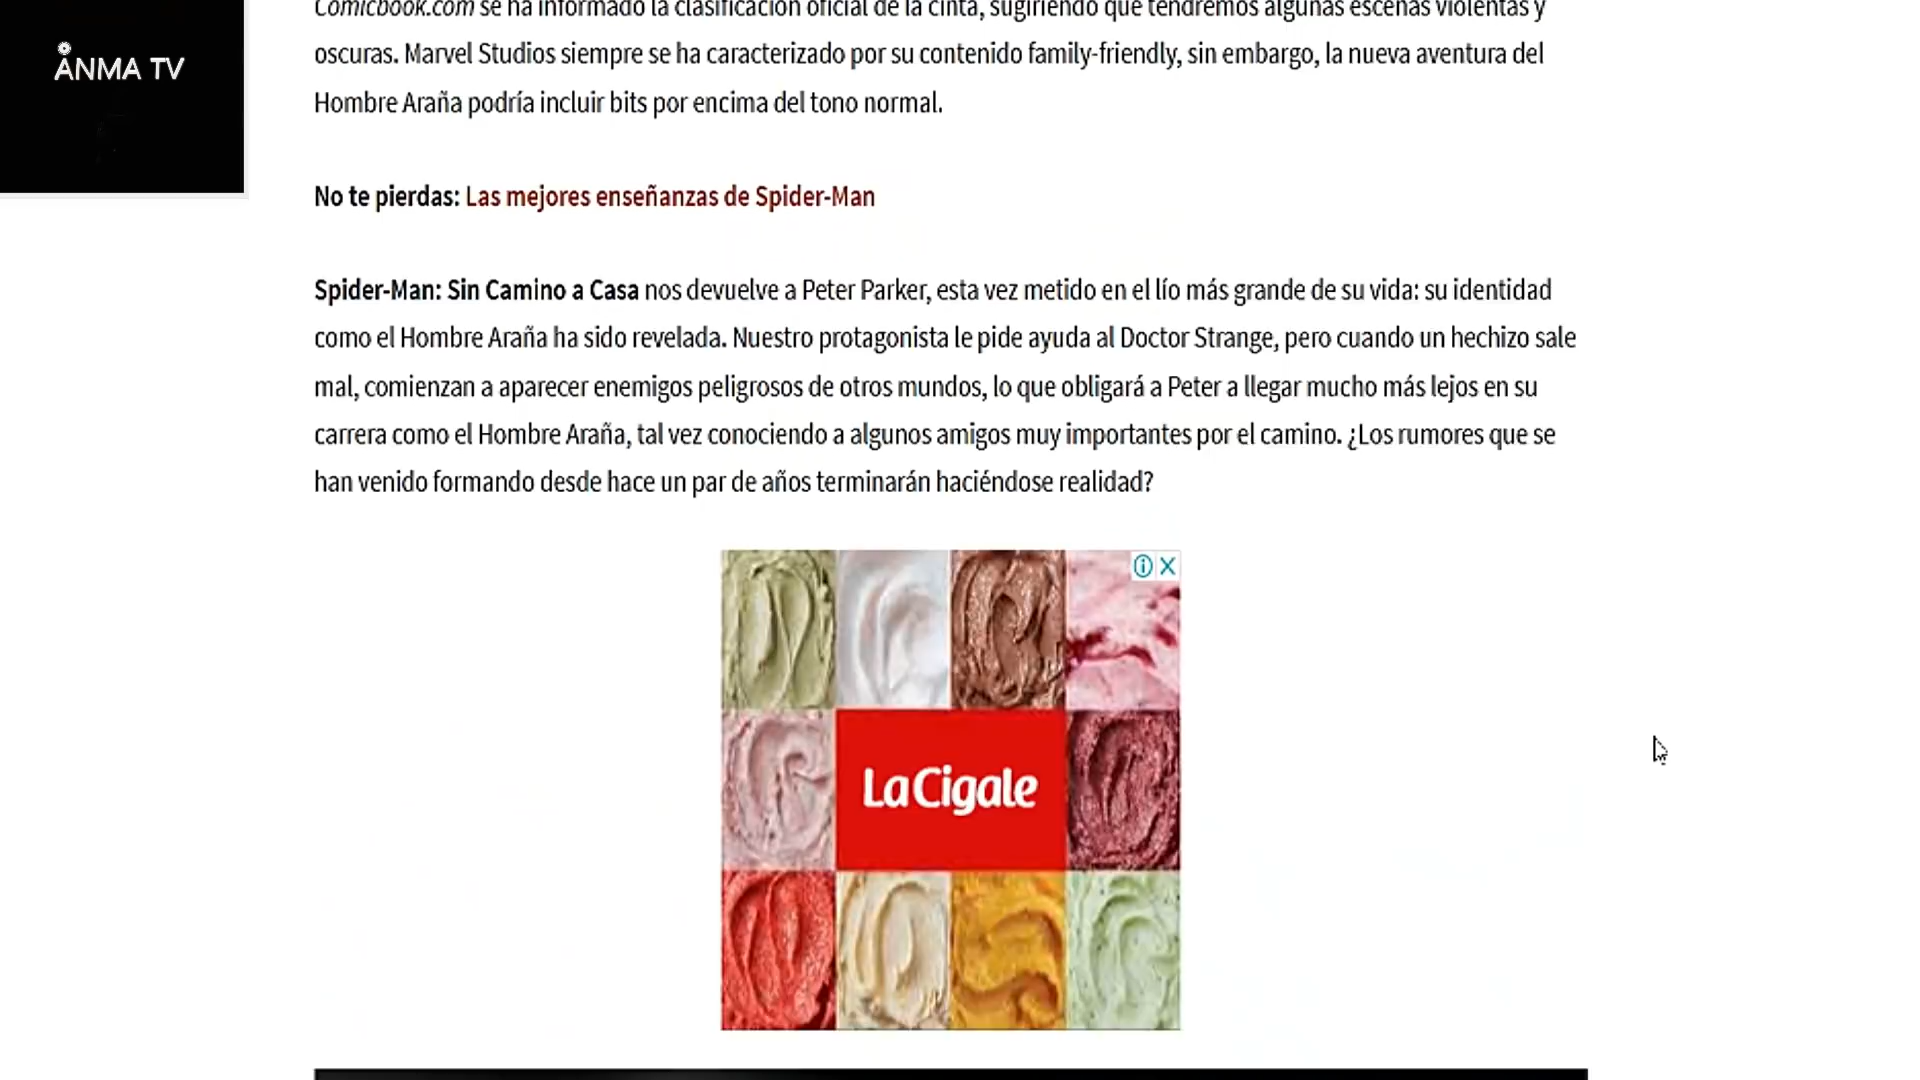 ANMA TV
Comicbook.com se ha informado la clasificación oficial de la cinta, sugiriendo que tendremos algunas escenas violentas y
oscuras. Marvel Studios siempre se ha caracterizado por su contenido family-friendly, sin embargo, la nueva aventura del
Hombre Araña podría incluir bits por encima del tono normal.
No te pierdas: Las mejores enseñanzas de Spider-Man
Spider-Man: Sin Camino a Casa nos devuelve a Peter Parker, esta vez metido en el lío más grande de su vida: su identidad
como el Hombre Araña ha sido revelada. Nuestro protagonista le pide ayuda al Doctor Strange, pero cuando un hechizo sale
mal, comienzan a aparecer enemigos peligrosos de otros mundos, lo que obligará a Peter a llegar mucho más lejos en su
carrera como el Hombre Araña, tal vez conociendo a algunos amigos muy importantes por el camino. ¿Los rumores que se
han venido formando desde hace un par de años terminarán haciéndose realidad?
LaCigale